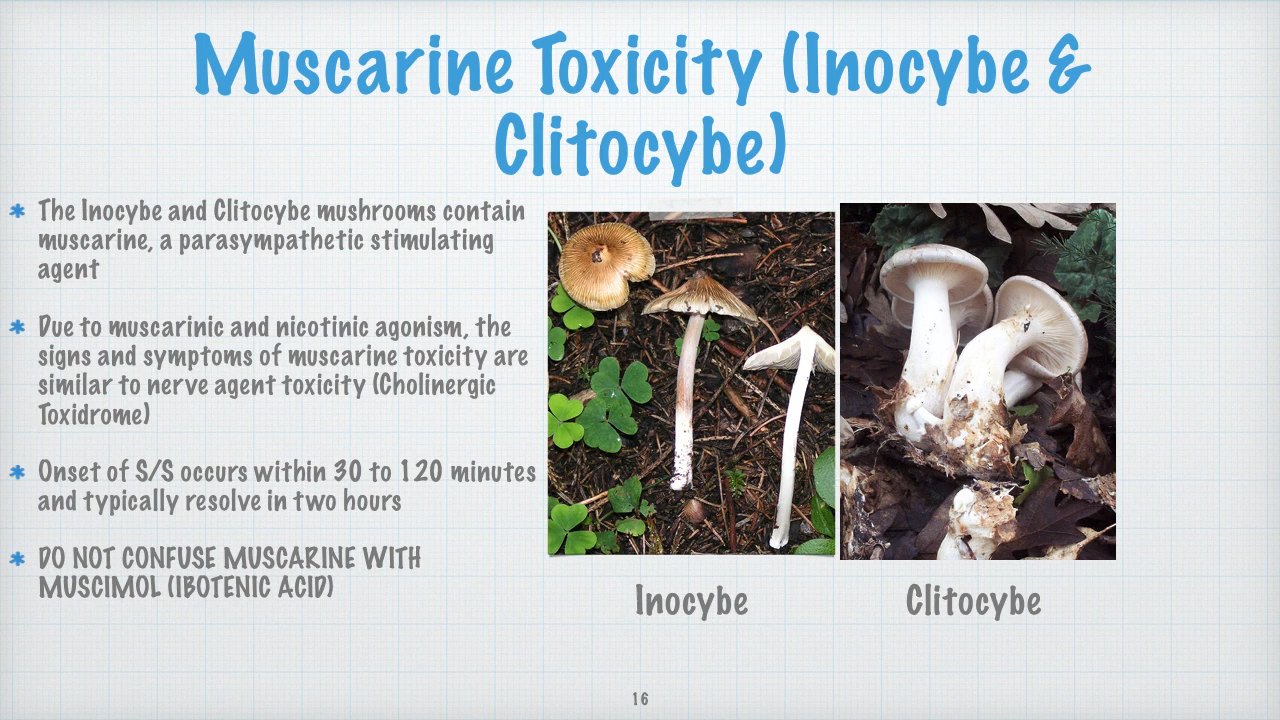 Muscarine Toxicity (Inocybe &
Clitocybe)
The Inocybe and Clitocybe mushrooms contain
muscarine, a parasympathetic stimulating
agent
Due to muscarinic and nicotinic agonism, the
signs and symptoms of muscarine toxicity are
similar to nerve agent toxicity (Cholinergic
Toxidrome)
Onset of S/S occurs within 30 to 120 minutes
and typically resolve in two hours
DO NOT CONFUSE MUSCARINE WITH
MUSCIMOL (IBOTENIC ACID)
Inocybe
Clitocybe
16